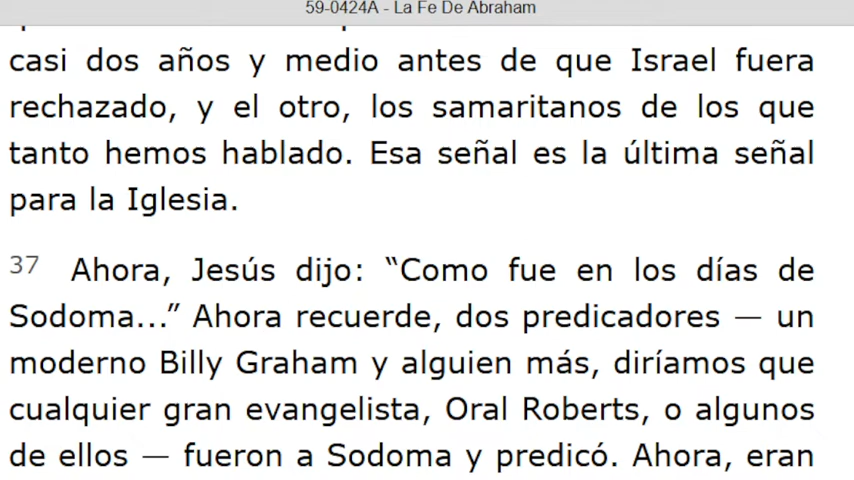 59-0424A - La Fe De Abraham
casi dos años y medio antes de que Israel fuera
rechazado, y el otro, los samaritanos de los que
tanto hemos hablado. Esa señal es la última señal
para la Iglesia.
37 Ahora, Jesús dijo: “Como fue en los días de
Sodoma...” Ahora recuerde, dos predicadores — un
moderno Billy Graham y alguien más, diríamos que
cualquier gran evangelista, Oral Roberts, o algunos
de ellos — fueron a Sodoma y predicó. Ahora, eran